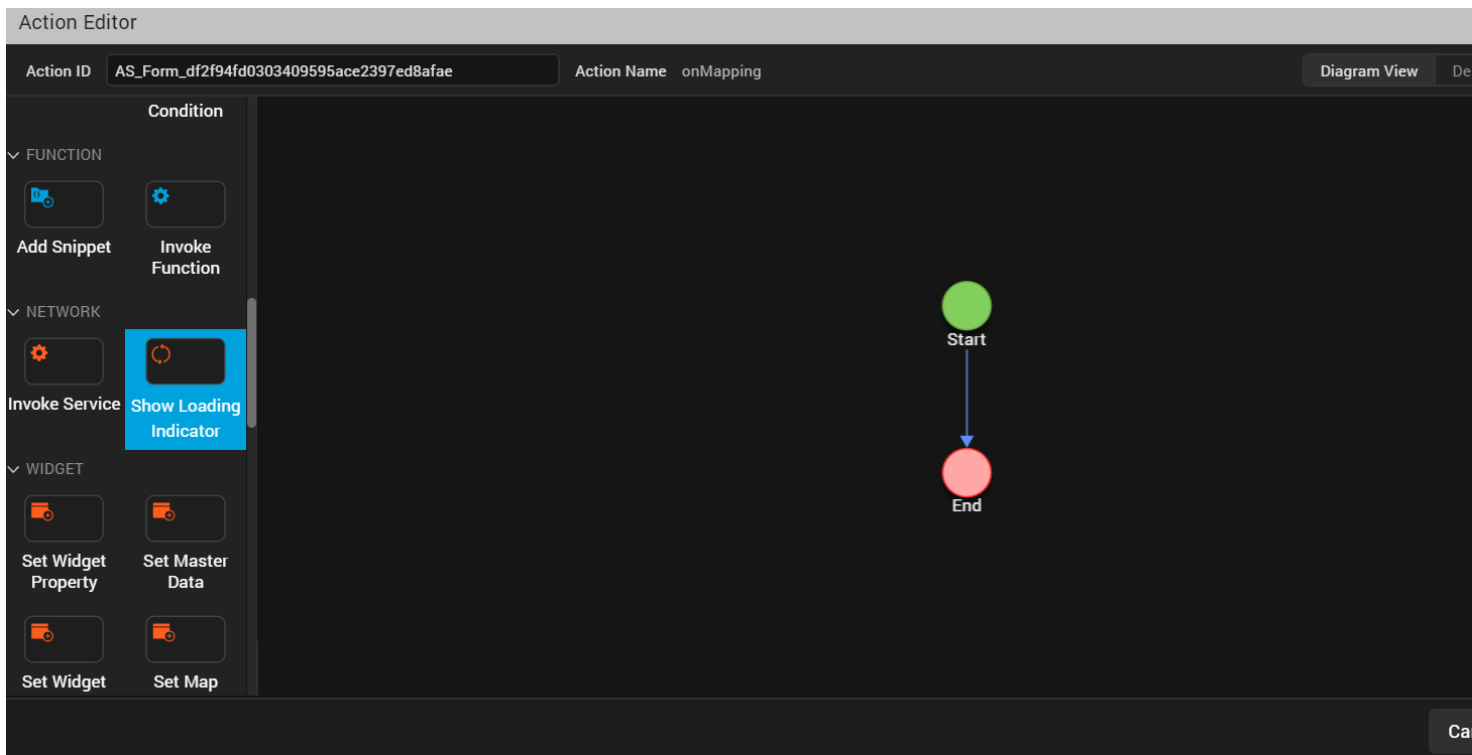 Action Editor
Action ID AS_Form_df2f94fd0303409595ace2397ed8afae Action Name onMapping Diagram View De
Condition
FUNCTION
Add Snippet Invoke
Function
NETWORK
Invoke Service Show Loading
Indicator
WIDGET
Set Widget Set Master
Property Data
Set Widget Set Map
Start
End